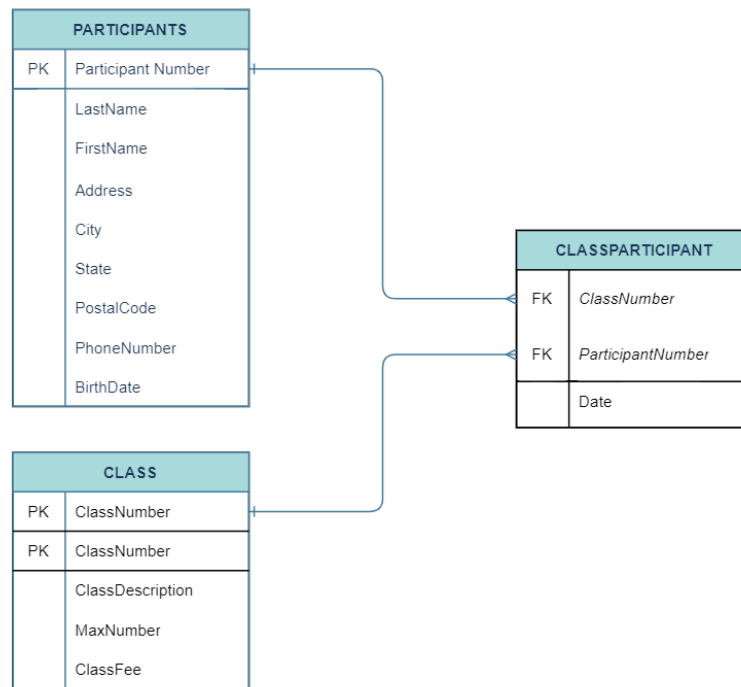 PARTICIPANTS
PK Participant Number
LastName
FirstName
Address
City
State
PostalCode
PhoneNumber
BirthDate
CLASSPARTICIPANT
FK ClassNumber
FK ParticipantNumber
Date
CLASS
PK ClassNumber
PK ClassNumber
ClassDescription
MaxNumber
ClassFee